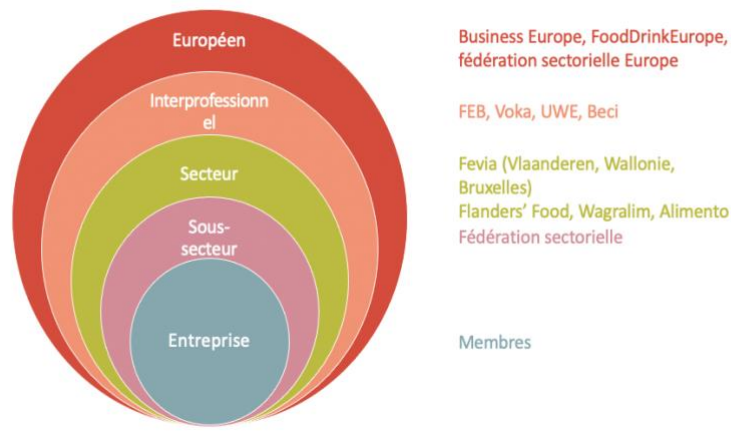 Européen
Business Europe, FoodDrinkEurope,
fédération sectorielle Europe
Interprofessionn
el
FEB, Voka, UWE, Beci
Secteur
Fevia (Vlaanderen, Wallonie,
Bruxelles)
Flanders’ Food, Wagralim, Alimento
Sous-
secteur
Fédération sectorielle
Entreprise
Membres